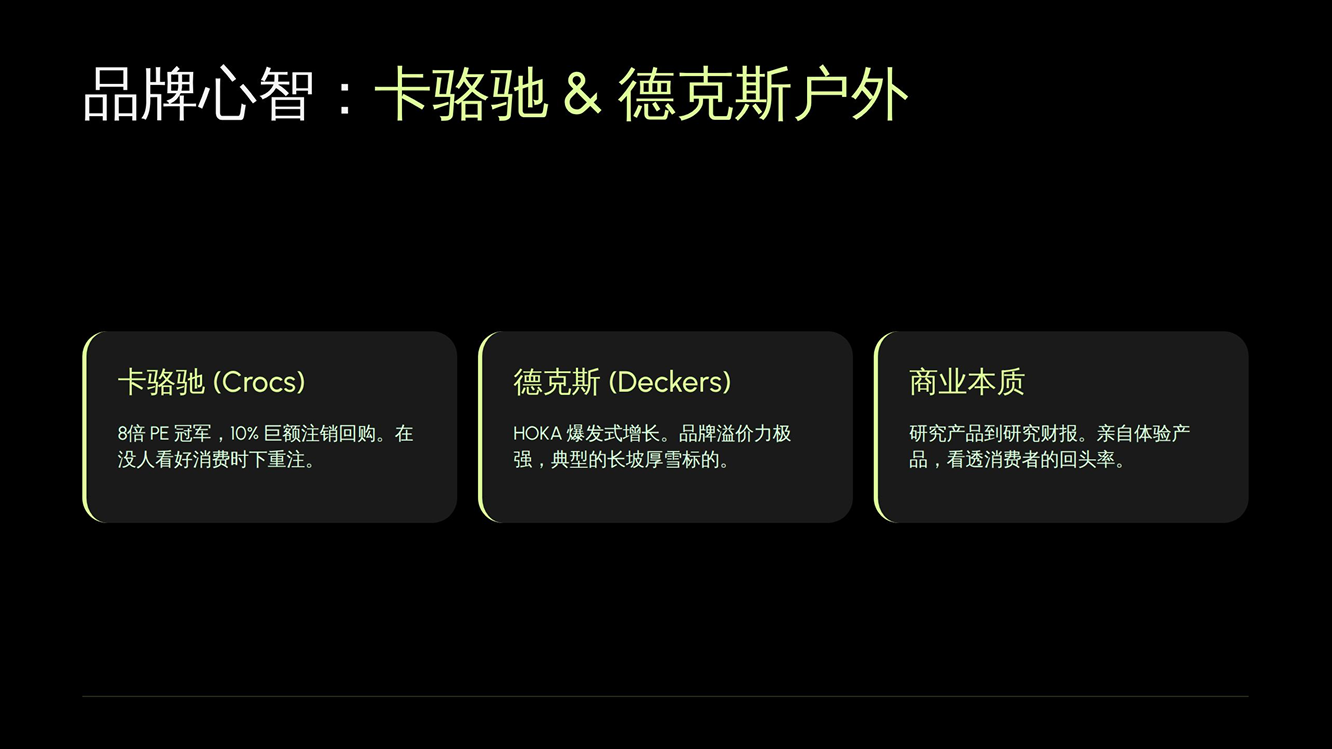 品牌心智：卡骆驰 & 德克斯户外
卡骆驰 (Crocs)
8倍 PE 冠军，10% 巨额注销回购。在
没人看好消费时下重注。
德克斯 (Deckers)
HOKA 爆发式增长。品牌溢价力极
强，典型的长坡厚雪标的。
商业本质
研究产品到研究财报。亲自体验产
品，看透消费者的回头率。